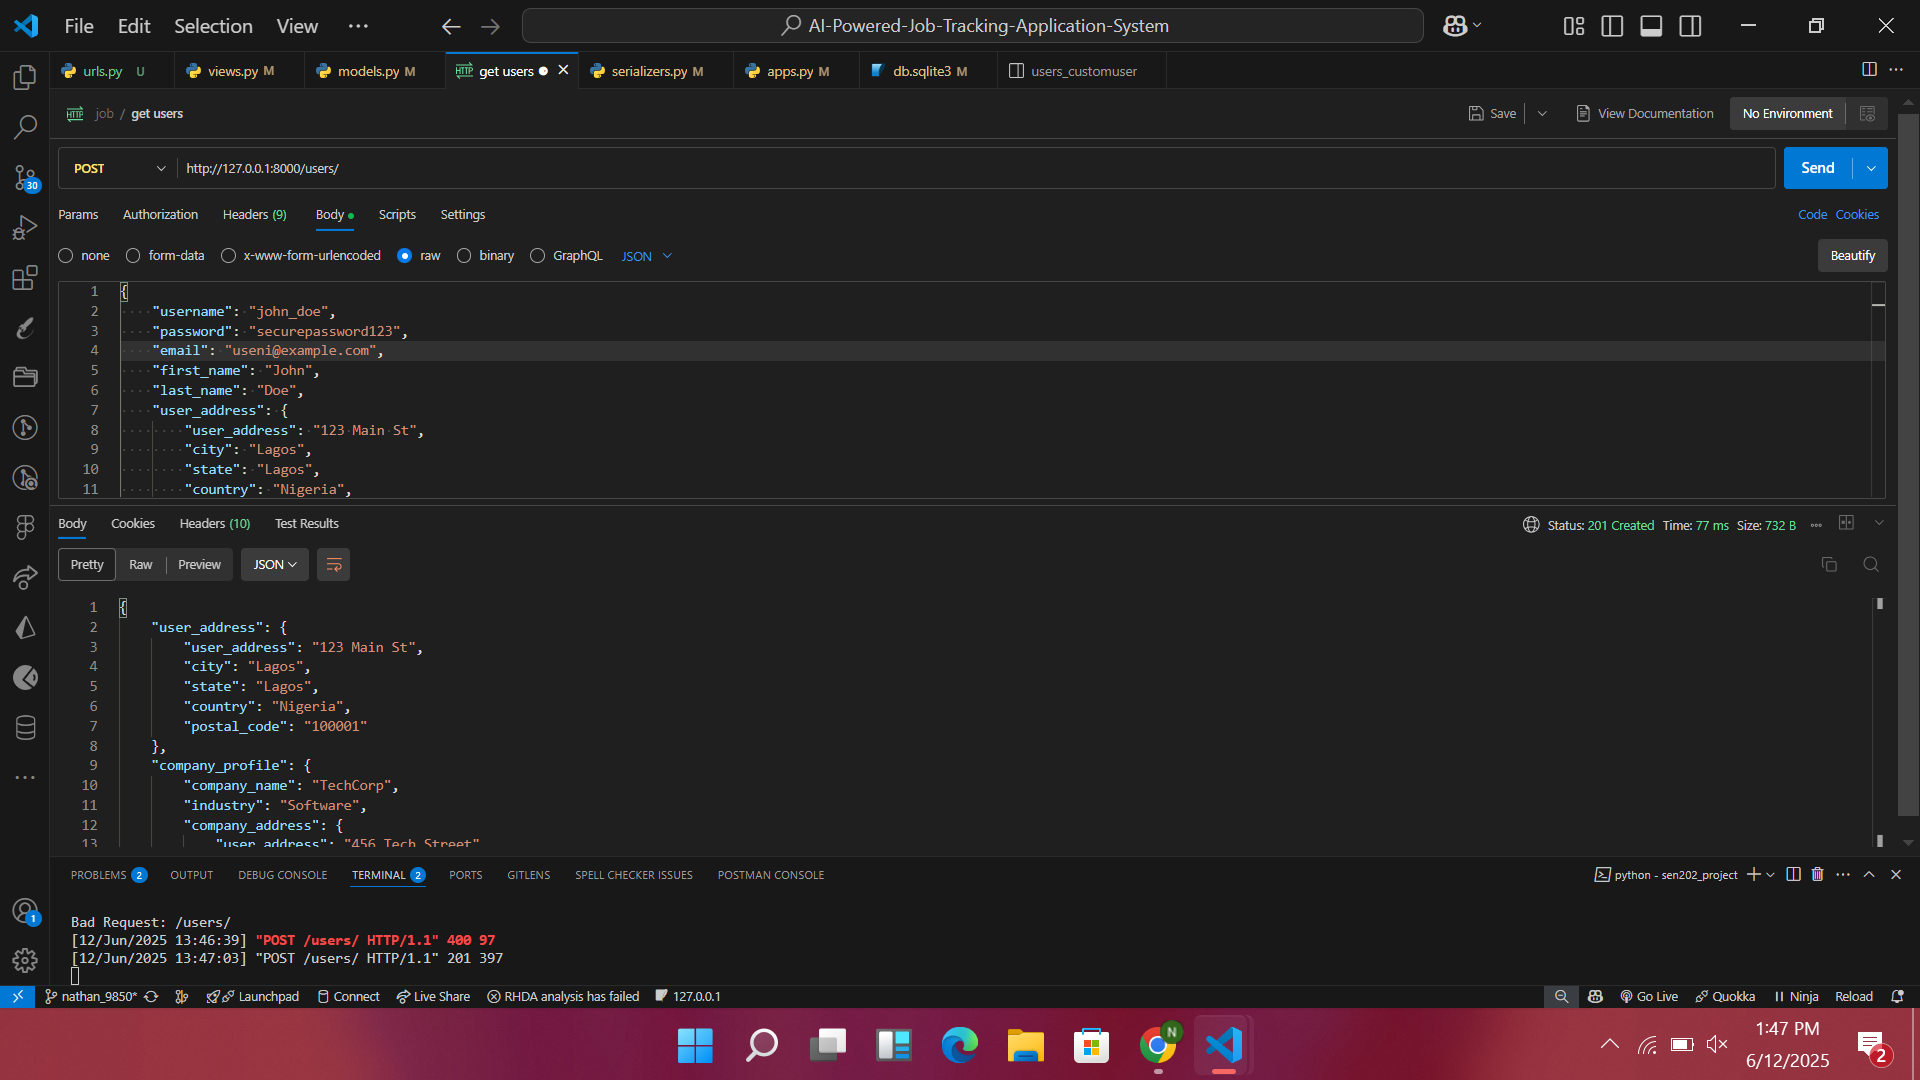 File Edit Selection View ··· AI-Powered-Job-Tracking-Application-System
urls.py U views.py M models.py M HTTP get users serializers.py M apps.py M db.sqlite3 M users_customuser
HTTP job / get users Save View Documentation No Environment
POST http://127.0.0.1:8000/users/ Send
Params Authorization Headers (9) Body Scripts Settings Code Cookies
none form-data x-www-form-urlencoded raw binary GraphQL JSON Beautify
1 {
2 "username": "john_doe",
3 "password": "securepassword123",
4 "email": "useni@example.com",
5 "first_name": "John",
6 "last_name": "Doe",
7 "user_address": {
8 "user_address": "123 Main St",
9 "city": "Lagos",
10 "state": "Lagos",
11 "country": "Nigeria",
Body Cookies Headers (10) Test Results Status: 201 Created Time: 77 ms Size: 732 B
Pretty Raw Preview JSON
1 {
2 "user_address": {
3 "user_address": "123 Main St",
4 "city": "Lagos",
5 "state": "Lagos",
6 "country": "Nigeria",
7 "postal_code": "100001"
8 },
9 "company_profile": {
10 "company_name": "TechCorp",
11 "industry": "Software",
12 "company_address": {
13 "user_address": "456 Tech Street"
PROBLEMS 2 OUTPUT DEBUG CONSOLE TERMINAL 2 PORTS GITLENS SPELL CHECKER ISSUES POSTMAN CONSOLE python - sen202_project
Bad Request: /users/
[12/Jun/2025 13:46:39] "POST /users/ HTTP/1.1" 400 97
[12/Jun/2025 13:47:03] "POST /users/ HTTP/1.1" 201 397
nathan_9850* Launchpad Connect Live Share RHDA analysis has failed 127.0.0.1 Go Live Quokka Ninja Reload
30
1
N
1:47 PM
6/12/2025
2